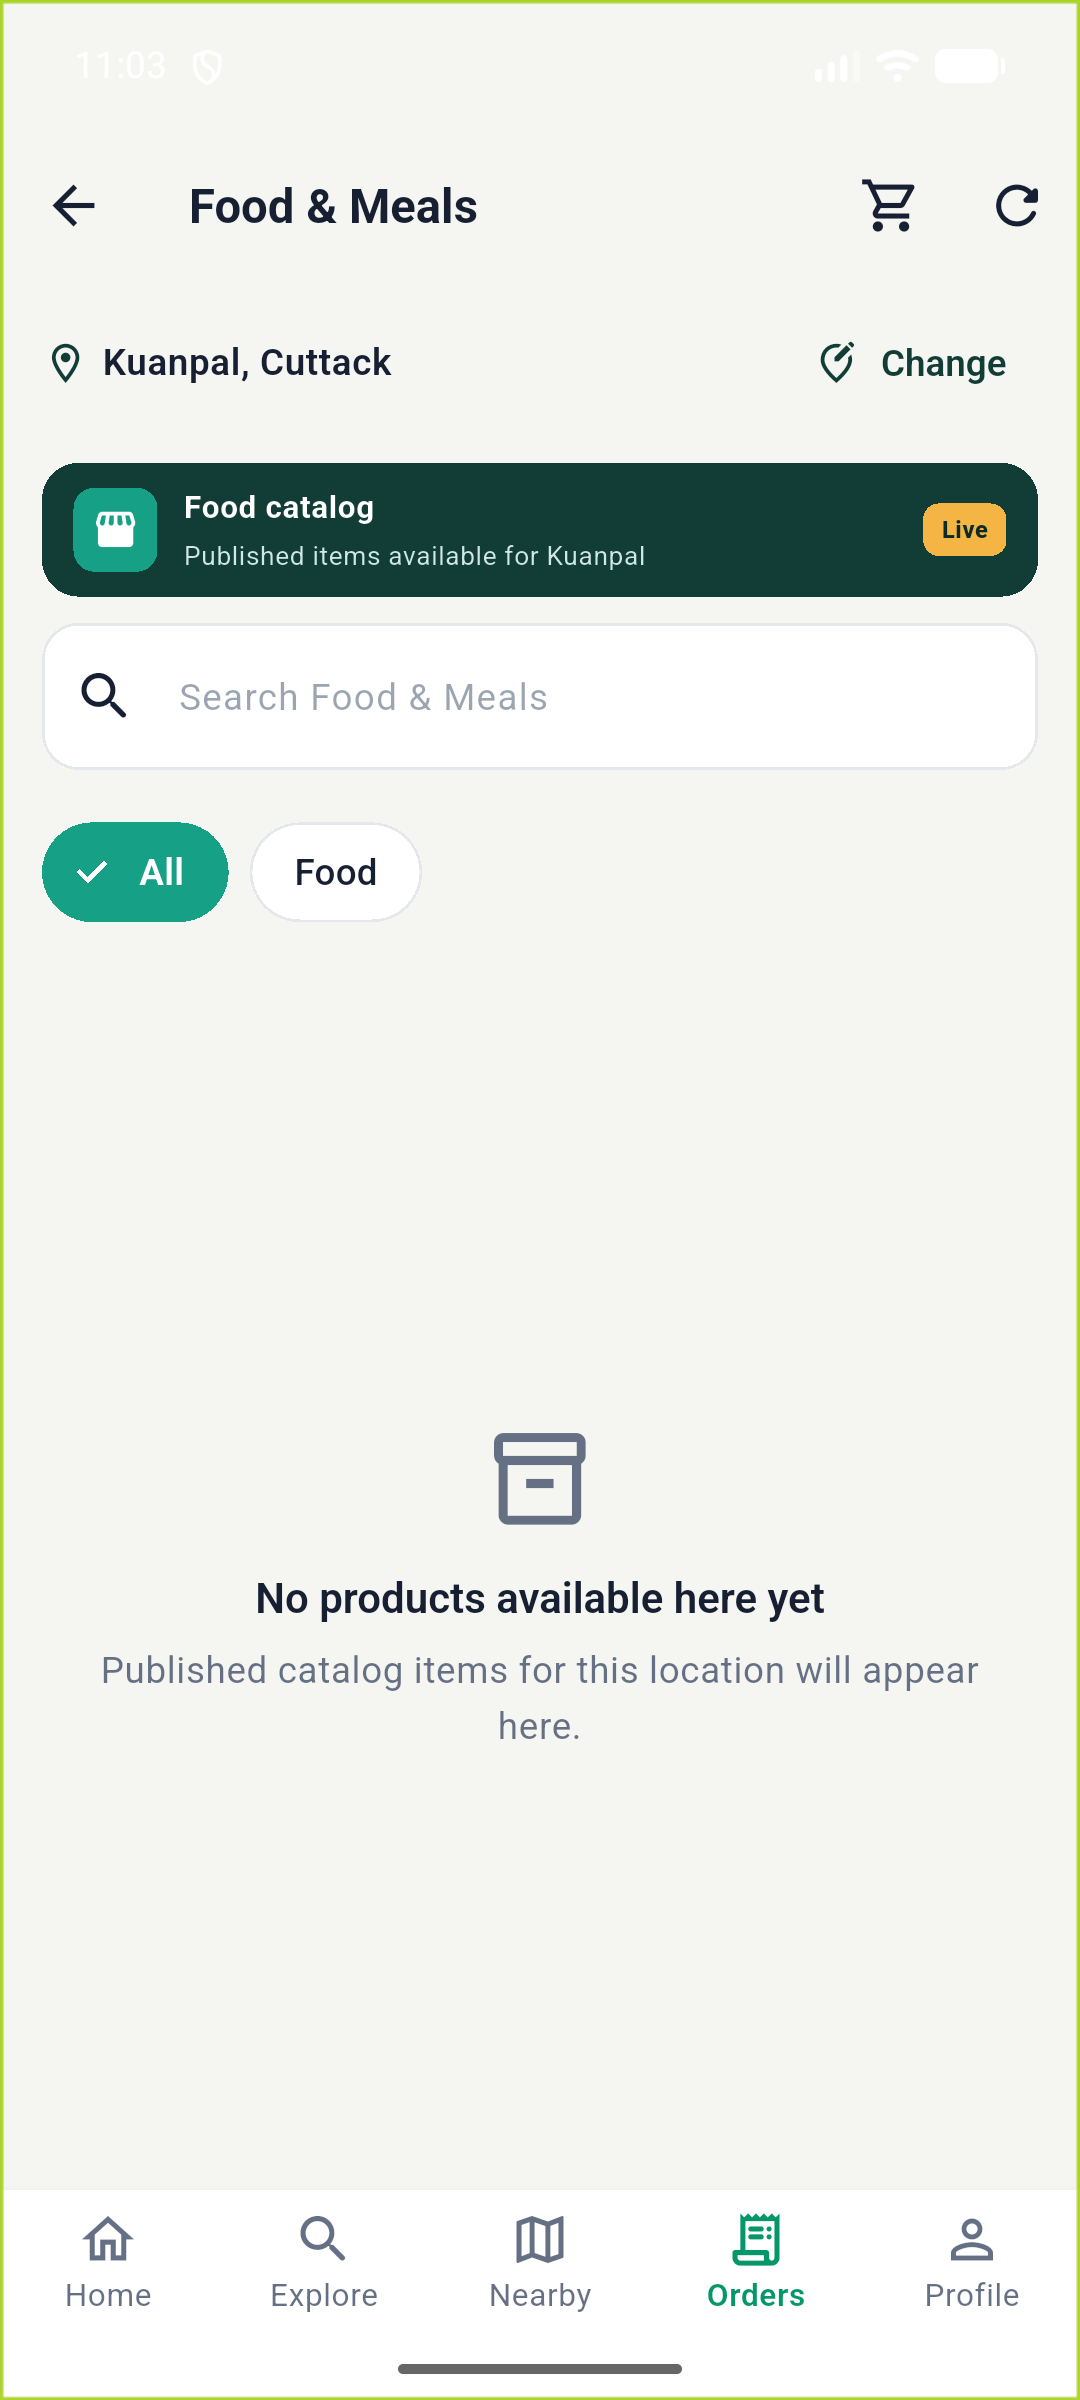 11:03
Food & Meals
Kuanpal, Cuttack
Change
Food catalog
Published items available for Kuanpal
Live
Search Food & Meals
All
Food
No products available here yet
Published catalog items for this location will appear
here.
Home
Explore
Nearby
Orders
Profile